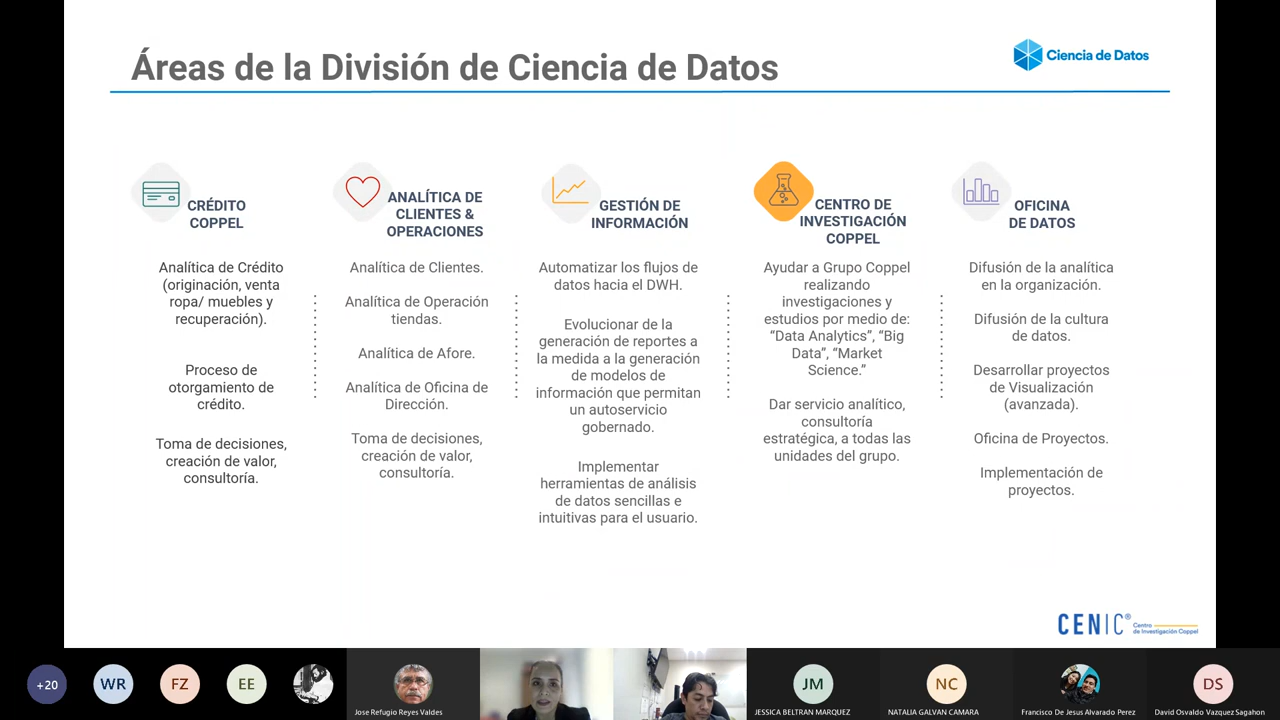 Áreas de la División de Ciencia de Datos
Ciencia de Datos
CRÉDITO
COPPEL
Analítica de Crédito
(originación, venta
ropa/ muebles y
recuperación).
Proceso de
otorgamiento de
crédito.
Toma de decisiones,
creación de valor,
consultoría.
ANALÍTICA DE
CLIENTES &
OPERACIONES
Analítica de Clientes.
Analítica de Operación
tiendas.
Analítica de Afore.
Analítica de Oficina de
Dirección.
Toma de decisiones,
creación de valor,
consultoría.
GESTIÓN DE
INFORMACIÓN
Automatizar los flujos de
datos hacia el DWH.
Evolucionar de la
generación de reportes a
la medida a la generación
de modelos de
información que permitan
un autoservicio
gobernado.
Implementar
herramientas de análisis
de datos sencillas e
intuitivas para el usuario.
CENTRO DE
INVESTIGACIÓN
COPPEL
Ayudar a Grupo Coppel
realizando
investigaciones y
estudios por medio de:
“Data Analytics”, “Big
Data”, “Market
Science.”
Dar servicio analítico,
consultoría
estratégica, a todas las
unidades del grupo.
OFICINA
DE DATOS
Difusión de la analítica
en la organización.
Difusión de la cultura
de datos.
Desarrollar proyectos
de Visualización
(avanzada).
Oficina de Proyectos.
Implementación de
proyectos.
CENIC®
Centro
de Investigación Coppel
+20
WR
FZ
EE
Jose Refugio Reyes Valdes
JM
JESSICA BELTRAN MARQUEZ
NC
NATALIA GALVAN CAMARA
Francisco De Jesus Alvarado Perez
DS
David Osvaldo Vazquez Sagahon